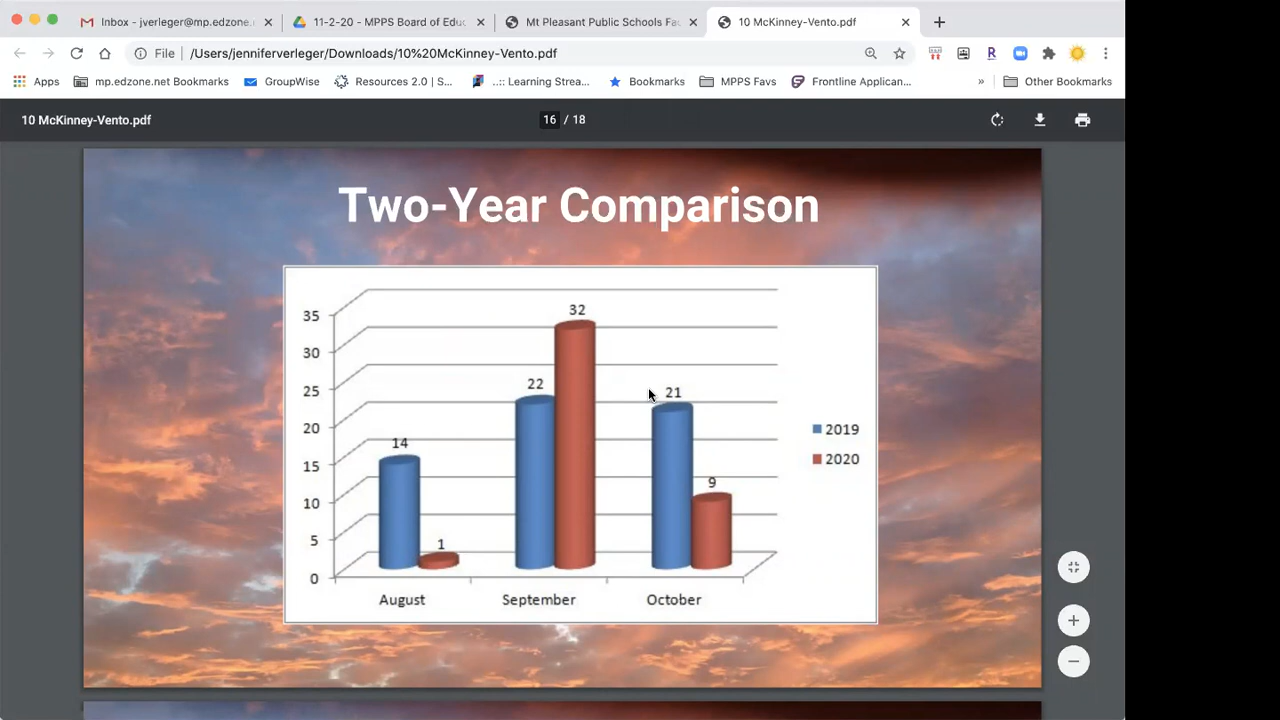 Inbox - jverleger@mp.edzone.
11-2-20 - MPPS Board of Educ
Mt Pleasant Public Schools Fac
10 McKinney-Vento.pdf
File
/Users/jenniferverleger/Downloads/10%20McKinney-Vento.pdf
Apps
mp.edzone.net Bookmarks
GroupWise
Resources 2.0 | S...
..:: Learning Strea...
Bookmarks
MPPS Favs
Frontline Applican...
»
Other Bookmarks
10 McKinney-Vento.pdf
16 / 18
Two-Year Comparison
35
30
25
20
15
10
5
0
14
1
22
32
21
9
August
September
October
2019
2020